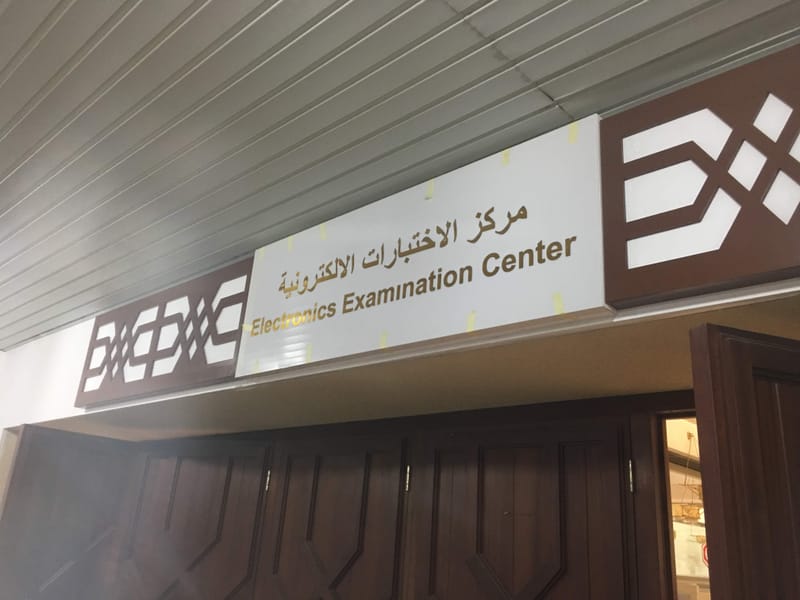 مركز الاختبارات الالكترونية
Electronics Examination Center